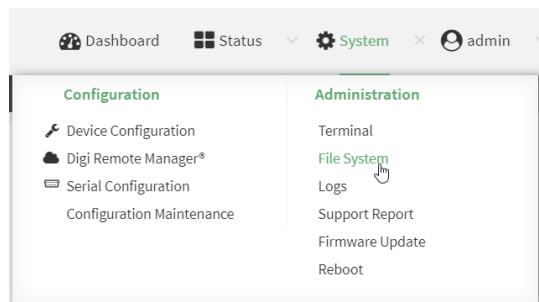 Dashboard Status System admin
Configuration
Device Configuration
Digi Remote Manager®
Serial Configuration
Configuration Maintenance
Administration
Terminal
File System
Logs
Support Report
Firmware Update
Reboot